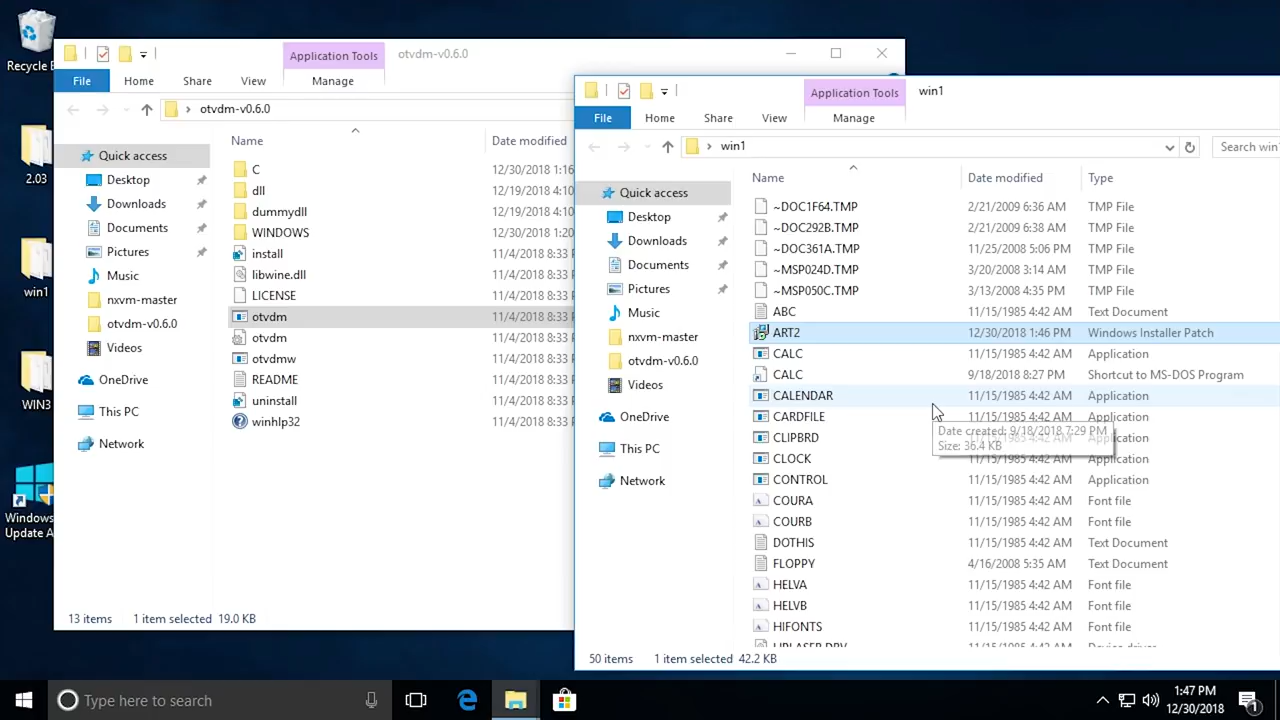 Recycle B
2.03
win1
WIN3
Windows
Update A
Application Tools
otvdm-v0.6.0
File
Home
Share
View
Manage
otvdm-v0.6.0
Name
Date modified
Quick access
Desktop
Downloads
Documents
Pictures
Music
nxvm-master
otvdm-v0.6.0
Videos
OneDrive
This PC
Network
C 12/30/2018 1:16
dll 12/19/2018 4:10
dummydll 12/19/2018 4:10
WINDOWS 12/30/2018 1:20
install 11/4/2018 8:33 P
libwine.dll 11/4/2018 8:33 P
LICENSE 11/4/2018 8:33 P
otvdm 11/4/2018 8:33 P
otvdm 11/4/2018 8:33 P
otvdmw 11/4/2018 8:33 P
README 11/4/2018 8:33 P
uninstall 11/4/2018 8:33 P
winhlp32 11/4/2018 8:33 P
13 items 1 item selected 19.0 KB
Application Tools
win1
File
Home
Share
View
Manage
win1
Search win1
Name
Date modified
Type
Quick access
Desktop
Downloads
Documents
Pictures
Music
nxvm-master
otvdm-v0.6.0
Videos
OneDrive
This PC
Network
~DOC1F64.TMP 2/21/2009 6:36 AM TMP File
~DOC292B.TMP 2/21/2009 6:38 AM TMP File
~DOC361A.TMP 11/25/2008 5:06 PM TMP File
~MSP024D.TMP 3/20/2008 3:14 AM TMP File
~MSP050C.TMP 3/13/2008 4:35 PM TMP File
ABC 11/15/1985 4:42 AM Text Document
ART2 12/30/2018 1:46 PM Windows Installer Patch
CALC 11/15/1985 4:42 AM Application
CALC 9/18/2018 8:27 PM Shortcut to MS-DOS Program
CALENDAR 11/15/1985 4:42 AM Application
CARDFILE 11/15/1985 4:42 AM Application
Date created: 9/18/2018 7:29 PM
Size: 36.4 KB
CLIPBRD Application
CLOCK 11/15/1985 4:42 AM Application
CONTROL 11/15/1985 4:42 AM Application
COURA 11/15/1985 4:42 AM Font file
COURB 11/15/1985 4:42 AM Font file
DOTHIS 11/15/1985 4:42 AM Text Document
FLOPPY 4/16/2008 5:35 AM Text Document
HELVA 11/15/1985 4:42 AM Font file
HELVB 11/15/1985 4:42 AM Font file
HIFONTS 11/15/1985 4:42 AM Font file
HPLASER.DRV 11/15/1985 4:42 AM Device driver
50 items 1 item selected 42.2 KB
Type here to search
1:47 PM
12/30/2018
1